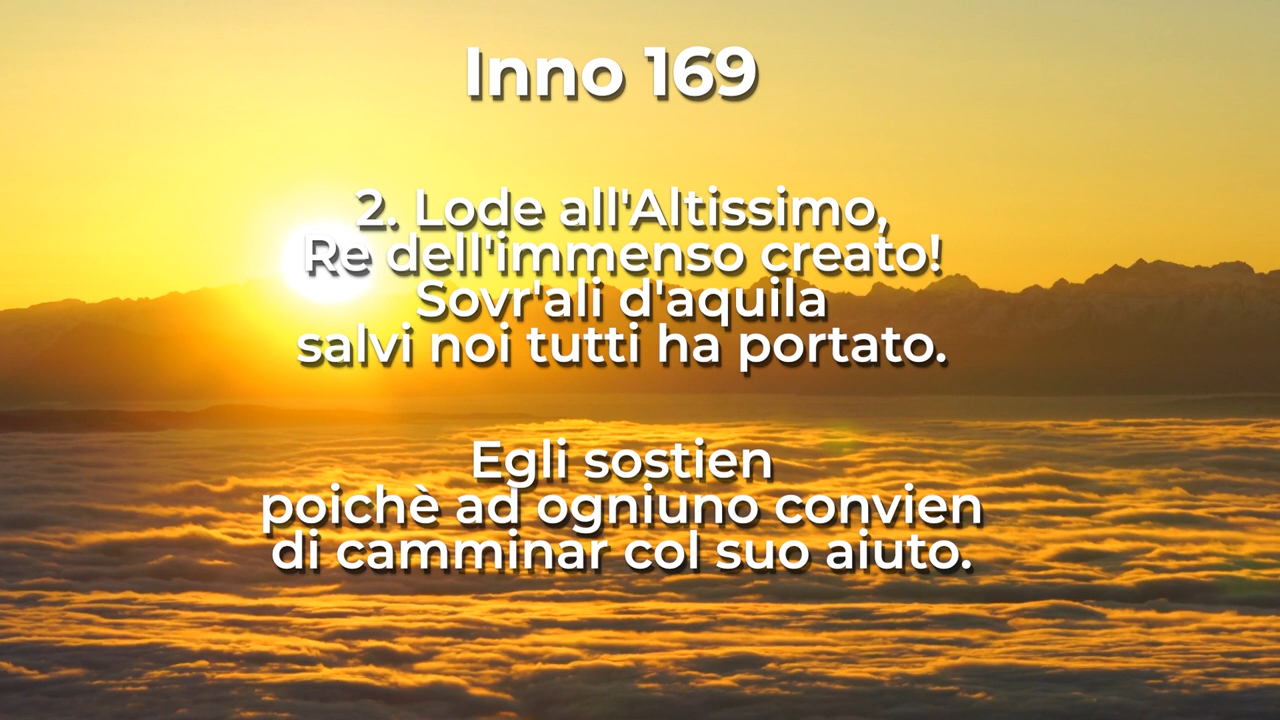 Inno 169
2. Lode all'Altissimo,
Re dell'immenso creato!
Sovr'ali d'aquila
salvi noi tutti ha portato.
Egli sostien
poichè ad ogniuno convien
di camminar col suo aiuto.